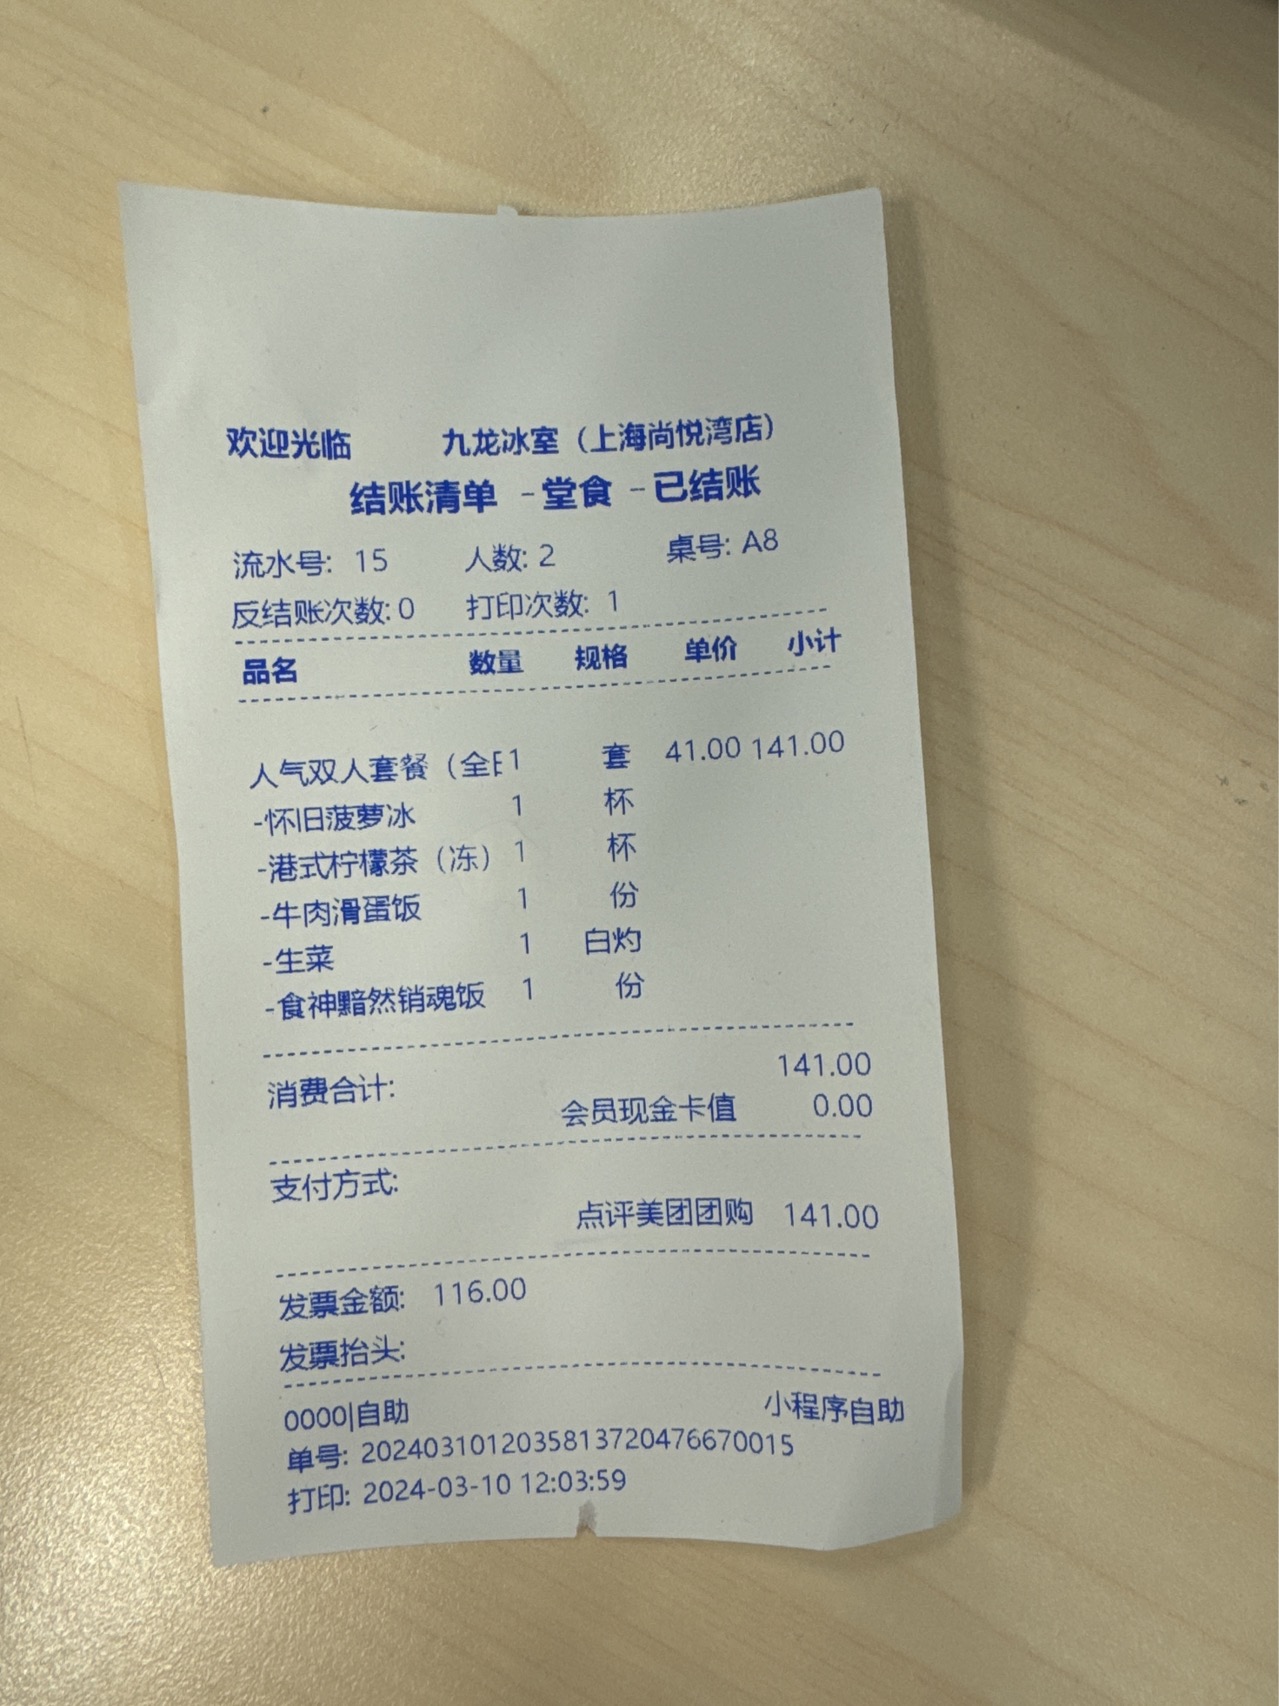 欢迎光临 九龙冰室（上海尚悦湾店）
结账清单 -堂食 -已结账
流水号: 15 人数: 2 桌号: A8
反结账次数: 0 打印次数: 1
品名 数量 规格 单价 小计
人气双人套餐（全日 1 套 41.00 141.00
-怀旧菠萝冰 1 杯
-港式柠檬茶（冻） 1 杯
-牛肉滑蛋饭 1 份
-生菜 1 白灼
-食神黯然销魂饭 1 份
消费合计: 141.00
会员现金卡值 0.00
支付方式:
点评美团团购 141.00
发票金额: 116.00
发票抬头:
0000|自助 小程序自助
单号: 2024031012035813720476670015
打印: 2024-03-10 12:03:59